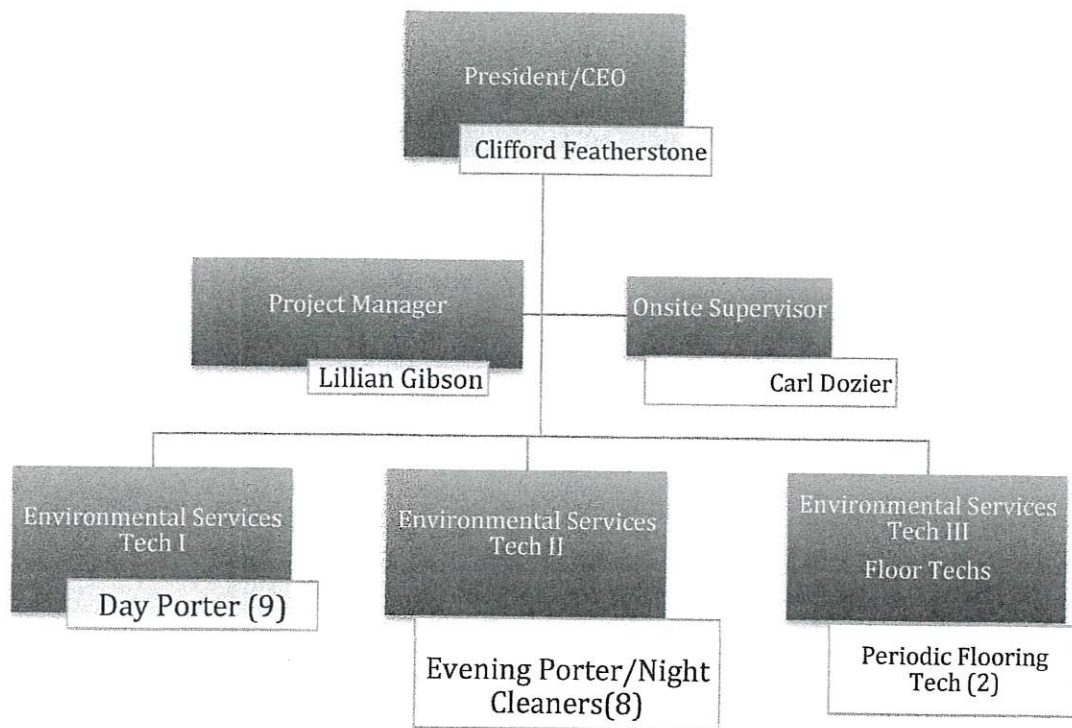 President/CEO
Clifford Featherstone
Project Manager
Lillian Gibson
Onsite Supervisor
Carl Dozier
Environmental Services
Tech I
Day Porter (9)
Environmental Services
Tech II
Evening Porter/Night
Cleaners(8)
Environmental Services
Tech III
Floor Techs
Periodic Flooring
Tech (2)